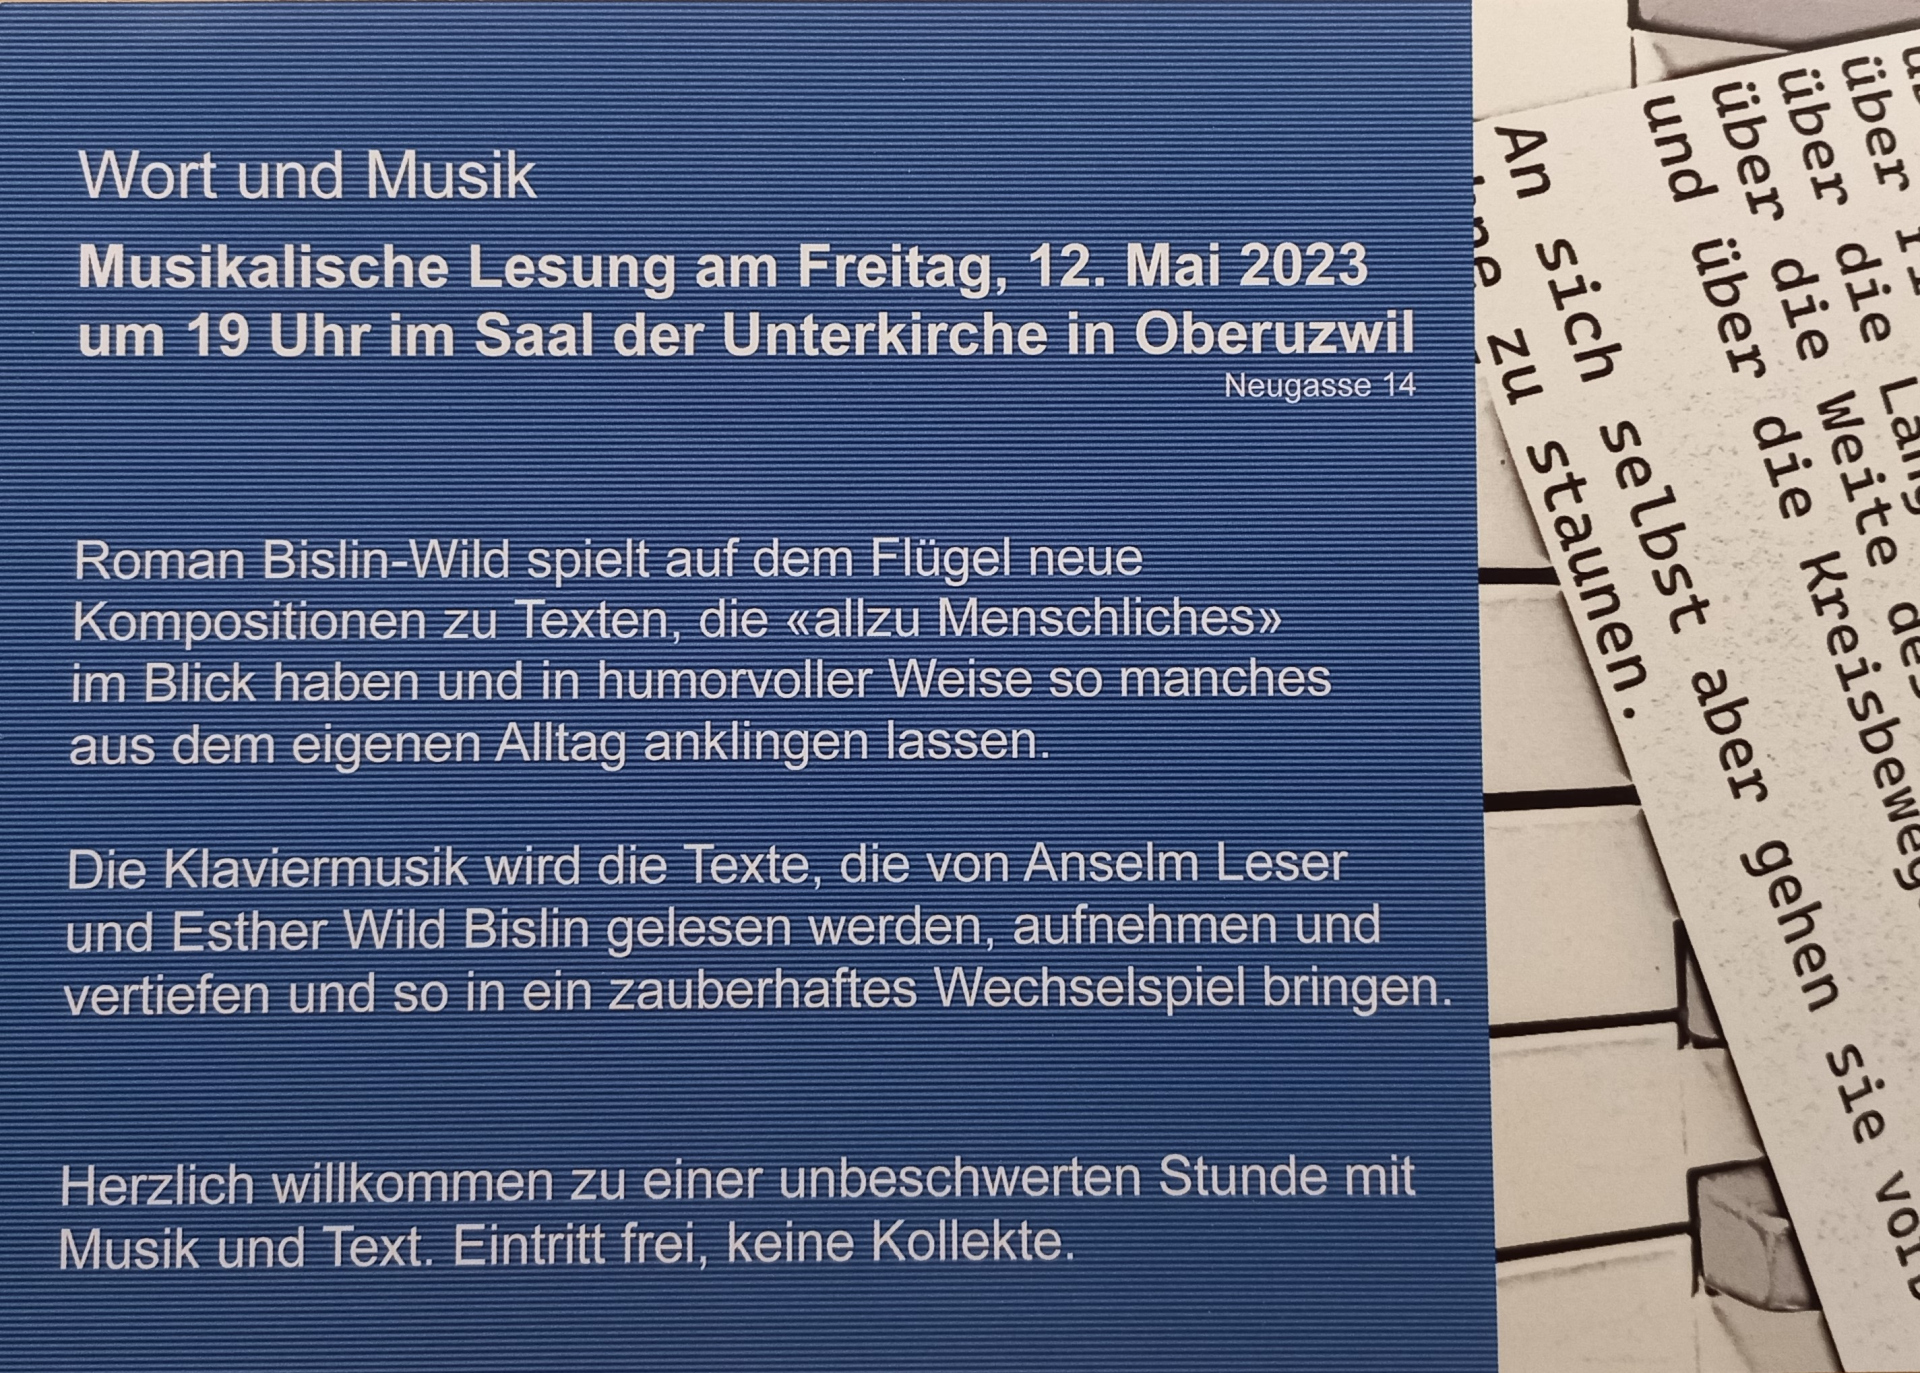 Wort und Musik
Musikalische Lesung am Freitag, 12. Mai 2023
um 19 Uhr im Saal der Unterkirche in Oberuzwil
Neugasse 14
Roman Bislin-Wild spielt auf dem Flügel neue
Kompositionen zu Texten, die «allzu Menschliches»
im Blick haben und in humorvoller Weise so manches
aus dem eigenen Alltag anklingen lassen.
Die Klaviermusik wird die Texte, die von Anselm Leser
und Esther Wild Bislin gelesen werden, aufnehmen und
vertiefen und so in ein zauberhaftes Wechselspiel bringen.
Herzlich willkommen zu einer unbeschwerten Stunde mit
Musik und Text. Eintritt frei, keine Kollekte.
über
über die
über die Weite des
und über die
An sich selbst aber gehen sie
zu staunen.